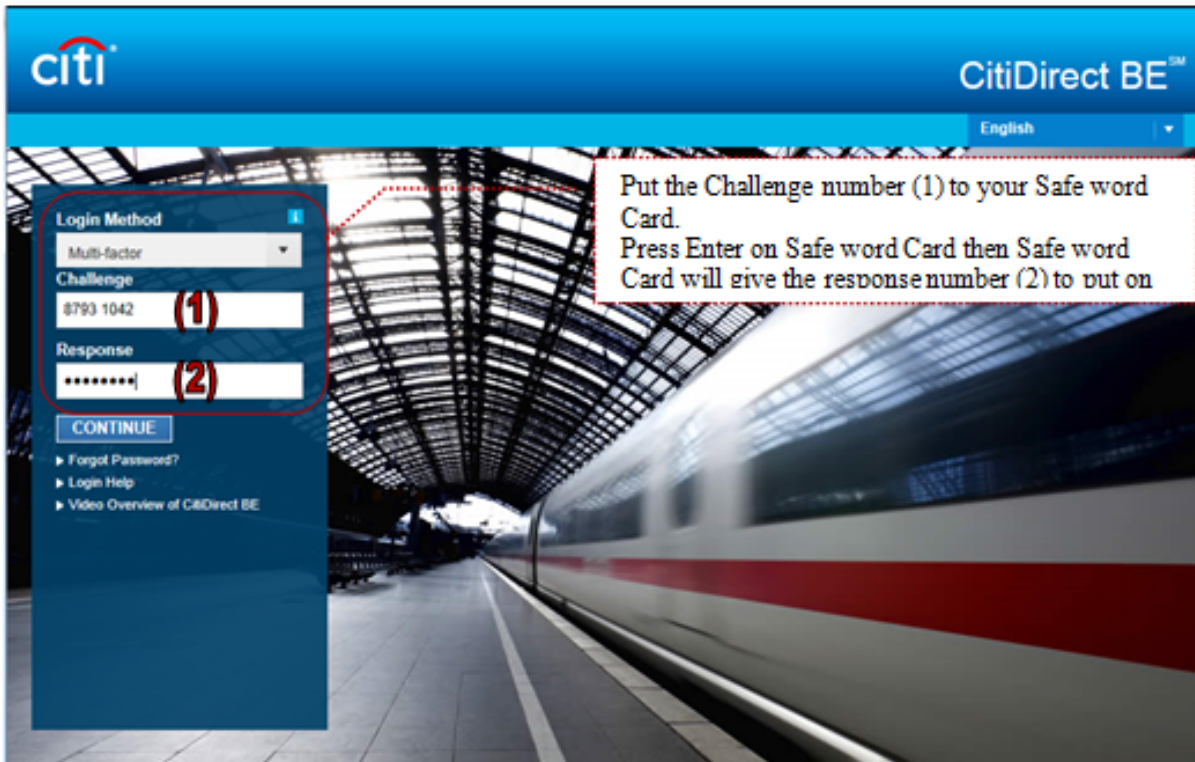 citi
CitiDirect BE℠
English
Put the Challenge number (1) to your Safe word
Card.
Press Enter on Safe word Card then Safe word
Card will give the response number (2) to put on
Login Method
i
Multi-factor
Challenge
8793 1042
(1)
Response
(2)
CONTINUE
Forgot Password?
Login Help
Video Overview of CitiDirect BE